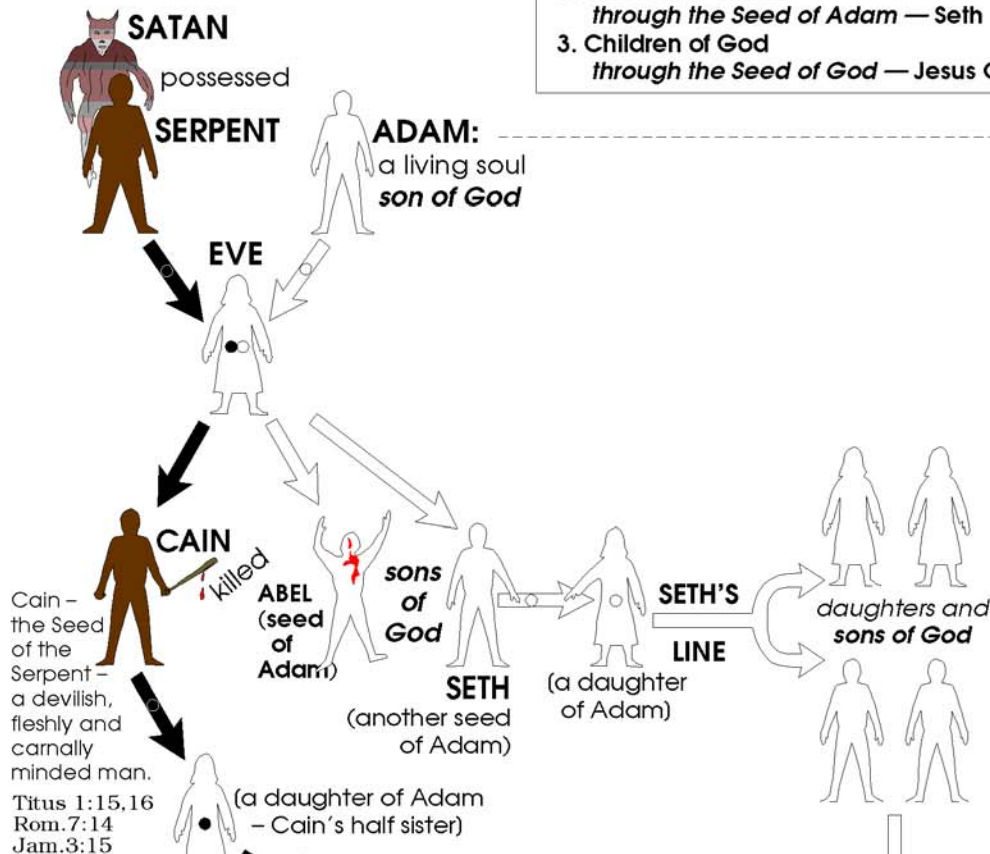 through the Seed of Adam — Seth
3. Children of God
through the Seed of God — Jesus
SATAN
possessed
SERPENT
ADAM:
a living soul
son of God
EVE
CAIN
killed
Cain –
the Seed
of the
Serpent –
a devilish,
fleshly and
carnally
minded man.
Titus 1:15,16
Rom.7:14
Jam.3:15
ABEL
(seed
of
Adam)
sons
of
God
SETH
(another seed
of Adam)
(a daughter
of Adam)
SETH'S
LINE
daughters and
sons of God
(a daughter of Adam
– Cain's half sister)